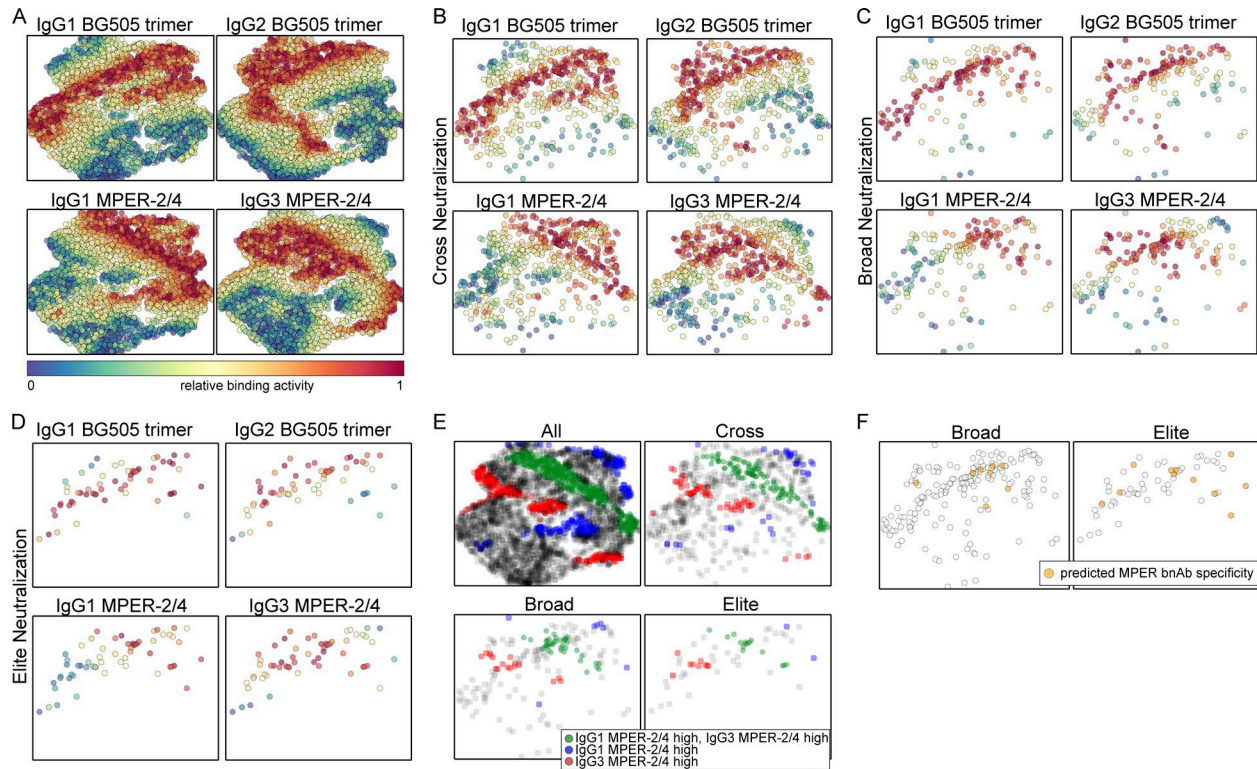 A
IgG1 BG505 trimer
IgG2 BG505 trimer
IgG1 MPER-2/4
IgG3 MPER-2/4
0
relative binding activity
1
B
Cross Neutralization
IgG1 BG505 trimer
IgG2 BG505 trimer
IgG1 MPER-2/4
IgG3 MPER-2/4
C
Broad Neutralization
IgG1 BG505 trimer
IgG2 BG505 trimer
IgG1 MPER-2/4
IgG3 MPER-2/4
D
Elite Neutralization
IgG1 BG505 trimer
IgG2 BG505 trimer
IgG1 MPER-2/4
IgG3 MPER-2/4
E
All
Cross
Broad
Elite
IgG1 MPER-2/4 high, IgG3 MPER-2/4 high
IgG1 MPER-2/4 high
IgG3 MPER-2/4 high
F
Broad
Elite
predicted MPER bnAb specificity